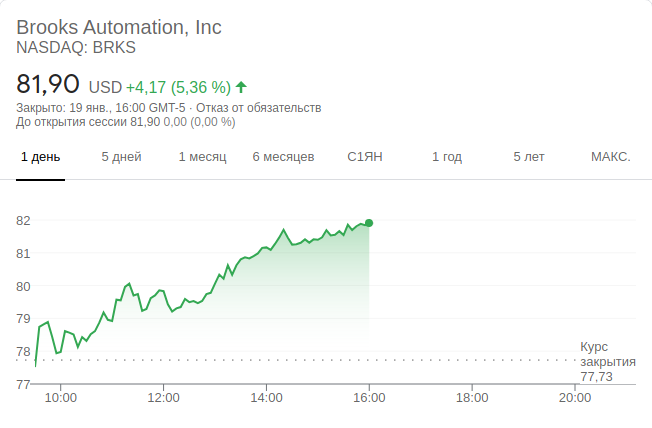 Brooks Automation, Inc
NASDAQ: BRKS
81,90 USD +4,17 (5,36 %)
Закрыто: 19 янв., 16:00 GMT-5 · Отказ от обязательств
До открытия сессии 81,90 0,00 (0,00 %)
1 день 5 дней 1 месяц 6 месяцев С1ЯН 1 год 5 лет МАКС.
82
81
80
79
78
77
Курс
закрытия
77,73
10:00 12:00 14:00 16:00 18:00 20:00